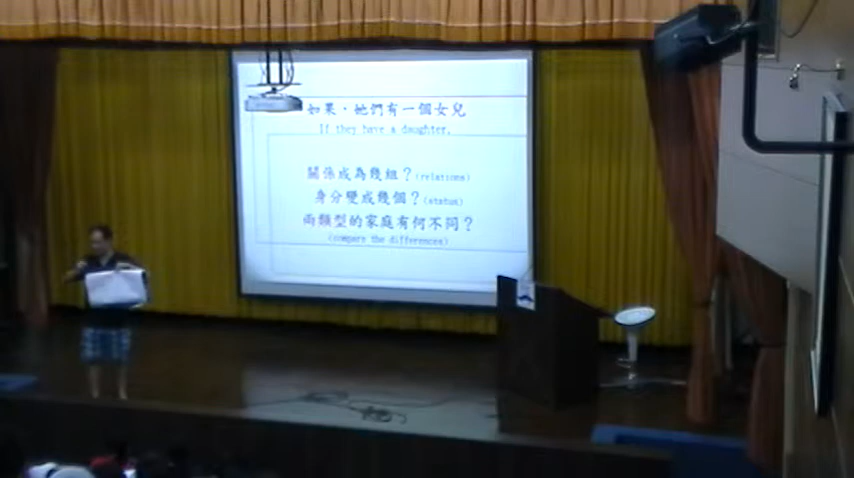 如果，她們有一個女兒
If they have a daughter,
關係成為幾組？(relations)
身分變成幾個？(status)
兩類型的家庭有何不同？
(compare the differences)